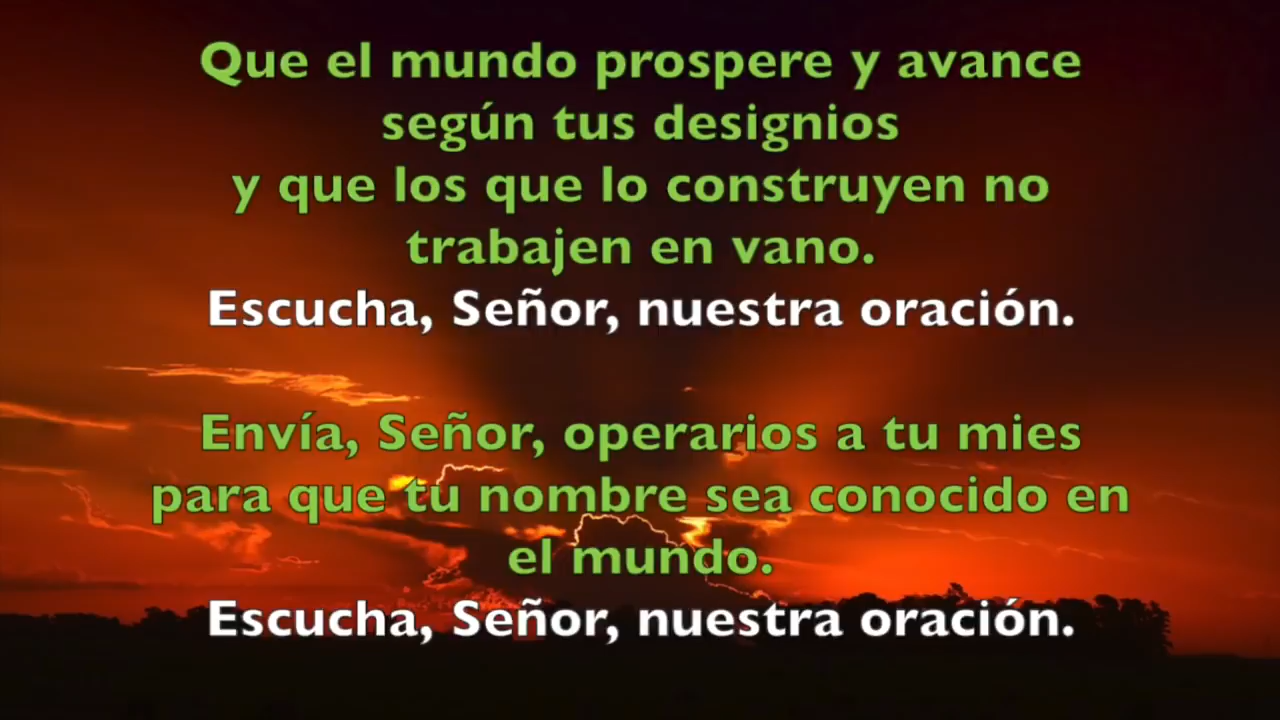 Que el mundo prospere y avance
según tus designios
y que los que lo construyen no
trabajen en vano.
Escucha, Señor, nuestra oración.
Envía, Señor, operarios a tu mies
para que tu nombre sea conocido en
el mundo.
Escucha, Señor, nuestra oración.